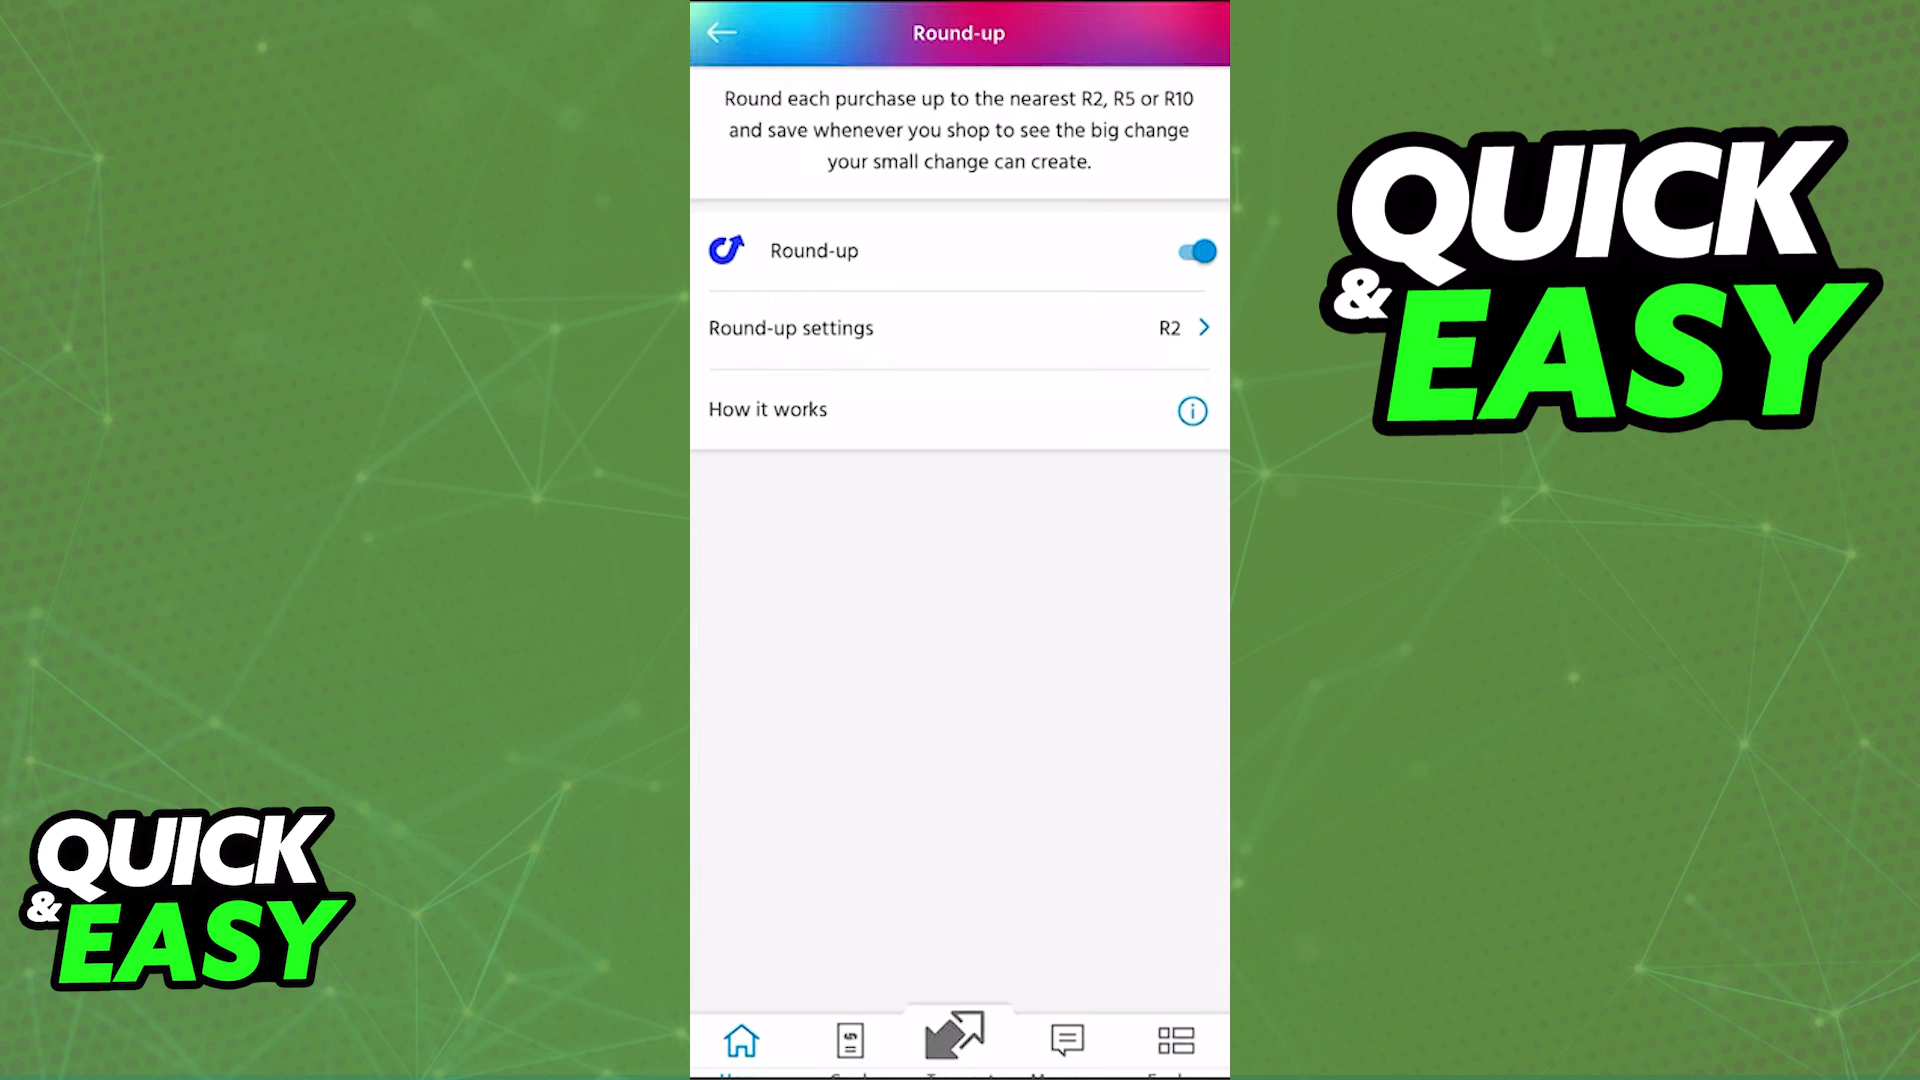 Round-up
Round each purchase up to the nearest R2, R5 or R10
and save whenever you shop to see the big change
your small change can create.
Round-up
Round-up settings R2
How it works
QUICK
& EASY
QUICK
& EASY